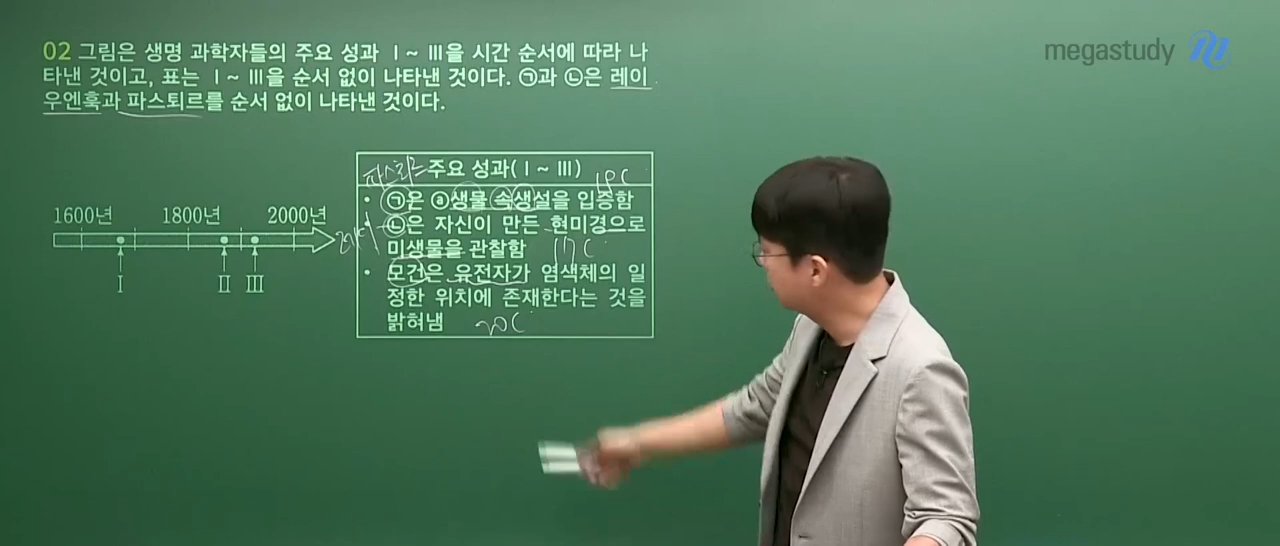 megastudy
02 그림은 생명 과학자들의 주요 성과 Ⅰ~Ⅲ을 시간 순서에 따라 나
타낸 것이고, 표는 Ⅰ~Ⅲ을 순서 없이 나타낸 것이다. ㉠과 ㉡은 레이
우엔훅과 파스퇴르를 순서 없이 나타낸 것이다.
1600년 1800년 2000년
Ⅰ Ⅱ Ⅲ
파스퇴르 주요 성과(Ⅰ~Ⅲ)
19C
• ㉠은 ⓐ생물 속생설을 입증함
• ㉡은 자신이 만든 현미경으로
미생물을 관찰함 17C
• 모건은 유전자가 염색체의 일
정한 위치에 존재한다는 것을
밝혀냄 20C